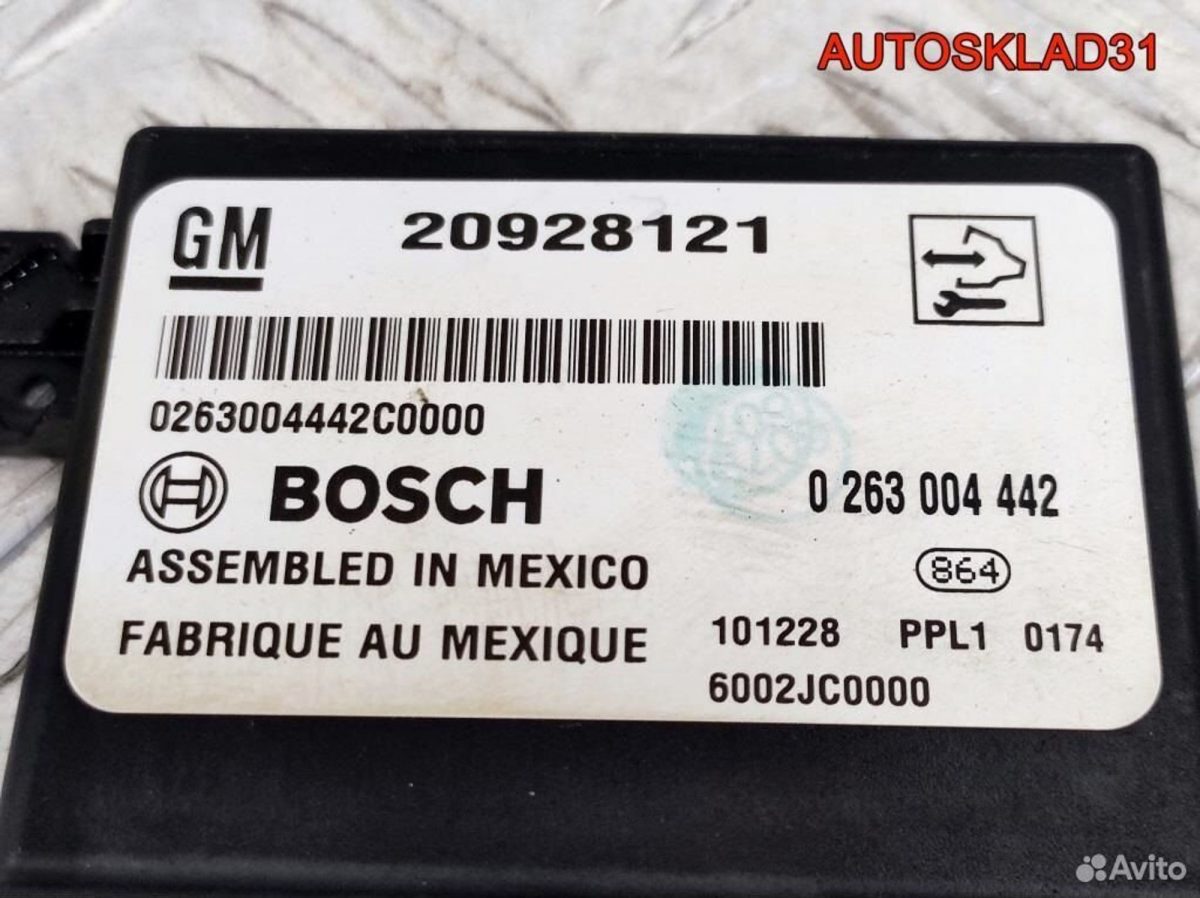 AUTOSKLAD31
GM 20928121
0263004442C0000
BOSCH 0 263 004 442
ASSEMBLED IN MEXICO 864
FABRIQUE AU MEXIQUE 101228 PPL1 0174
6002JC0000
Avito